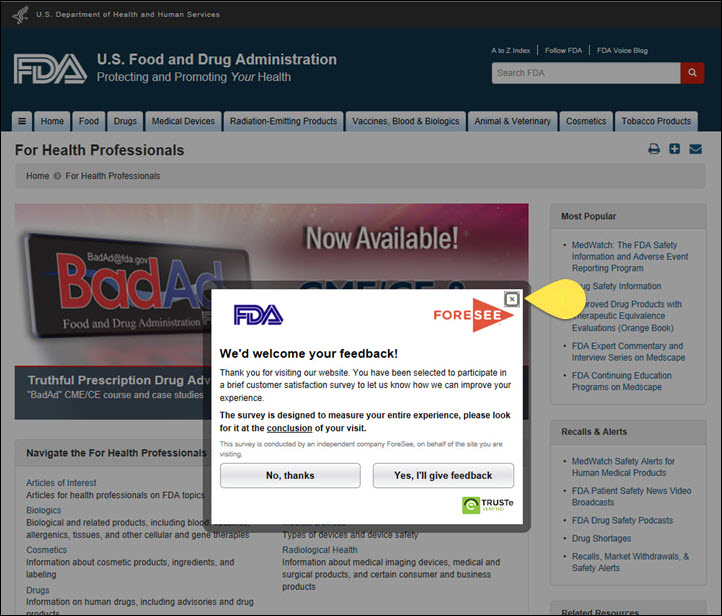 U.S. Department of Health and Human Services
FDA
U.S. Food and Drug Administration
Protecting and Promoting Your Health
A to Z Index
Follow FDA
FDA Voice Blog
Search FDA
Home
Food
Drugs
Medical Devices
Radiation-Emitting Products
Vaccines, Blood & Biologics
Animal & Veterinary
Cosmetics
Tobacco Products
For Health Professionals
Home
For Health Professionals
BadAd@fda.gov
BadAd
Food and Drug Administration
Now Available!
CME/CE &
Truthful Prescription Drug Adv
"BadAd" CME/CE course and case studies
FDA
FORESEE
We'd welcome your feedback!
Thank you for visiting our website. You have been selected to participate in
a brief customer satisfaction survey to let us know how we can improve your
experience.
The survey is designed to measure your entire experience, please look
for it at the conclusion of your visit.
This survey is conducted by an independent company ForeSee, on behalf of the site you are
visiting.
No, thanks
Yes, I'll give feedback
TRUSTe
Navigate the For Health Professionals
Articles of Interest
Articles for health professionals on FDA topics
Biologics
Biological and related products, including blood
allergenics, tissues, and other cellular and gene therapies
Cosmetics
Information about cosmetic products, ingredients, and
labeling
Drugs
Information on human drugs, including advisories and drug
products
Types of devices and device safety
Radiological Health
Information about medical imaging devices, medical and
surgical products, and certain consumer and business
products
Most Popular
MedWatch: The FDA Safety
Information and Adverse Event
Reporting Program
ug Safety Information
proved Drug Products with
herapeutic Equivalence
Evaluations (Orange Book)
FDA Expert Commentary and
Interview Series on Medscape
FDA Continuing Education
Programs on Medscape
Recalls & Alerts
MedWatch Safety Alerts for
Human Medical Products
FDA Patient Safety News Video
Broadcasts
FDA Drug Safety Podcasts
Drug Shortages
Recalls, Market Withdrawals, &
Safety Alerts
Related Resources